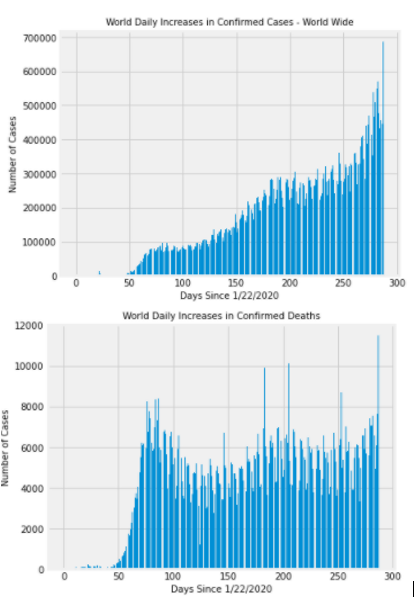 World Daily Increases in Confirmed Cases - World Wide
700000
600000
500000
400000
300000
200000
100000
0
Number of Cases
0 50 100 150 200 250 300
Days Since 1/22/2020
World Daily Increases in Confirmed Deaths
12000
10000
8000
6000
4000
2000
0
Number of Cases
0 50 100 150 200 250 300
Days Since 1/22/2020